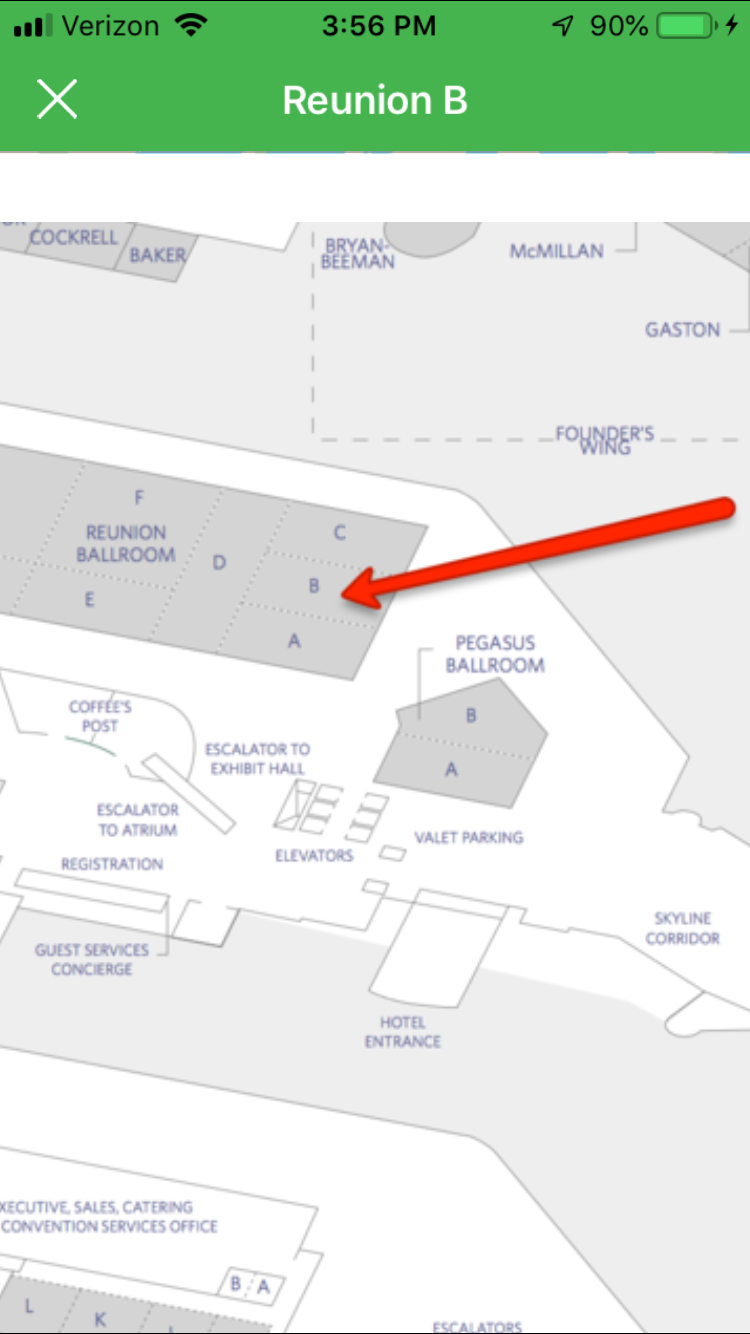 Verizon 3:56 PM 90%
Reunion B
COCKRELL
BAKER
BRYAN-
BEEMAN
McMILLAN
GASTON
FOUNDER'S
WING
F
C
REUNION
BALLROOM
D
B
E
A
PEGASUS
BALLROOM
B
A
COFFEE'S
POST
ESCALATOR TO
EXHIBIT HALL
ESCALATOR
TO ATRIUM
VALET PARKING
ELEVATORS
REGISTRATION
SKYLINE
CORRIDOR
GUEST SERVICES
CONCIERGE
HOTEL
ENTRANCE
XECUTIVE, SALES, CATERING
CONVENTION SERVICES OFFICE
B A
L
K
ESCALATORS